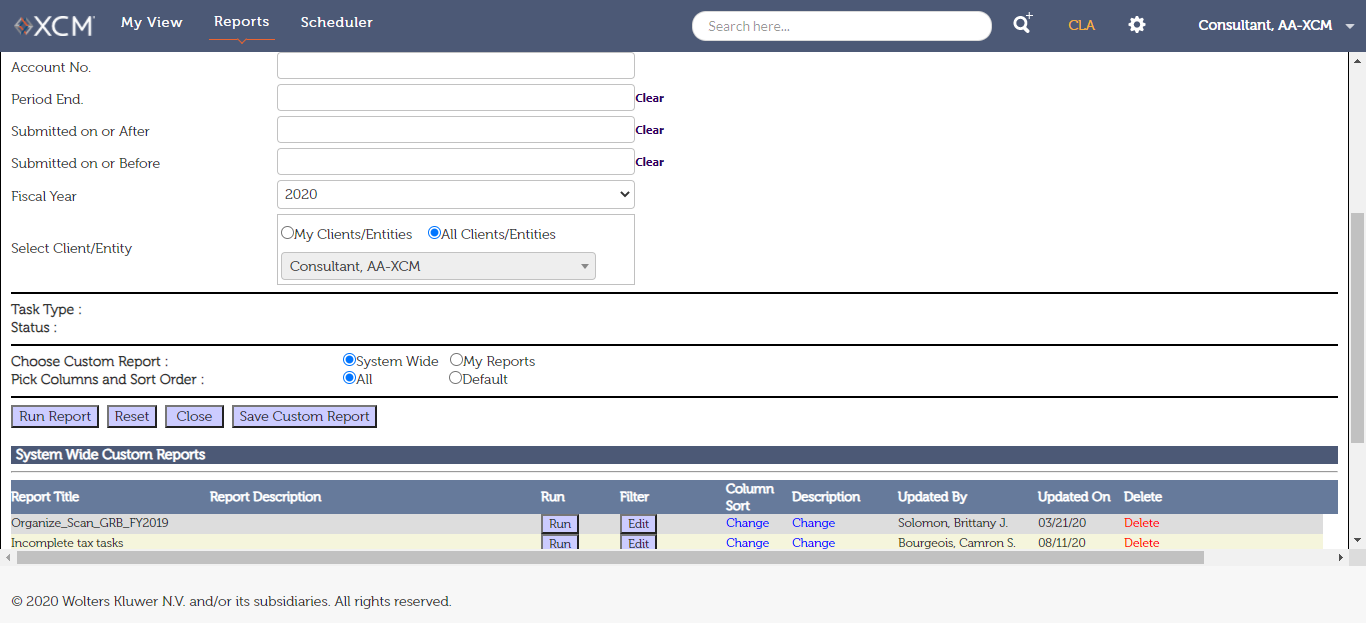 XCM My View Reports Scheduler Search here... CLA Consultant, AA-XCM
Account No.
Period End. Clear
Submitted on or After Clear
Submitted on or Before Clear
Fiscal Year 2020
My Clients/Entities All Clients/Entities
Select Client/Entity
Consultant, AA-XCM
Task Type :
Status :
Choose Custom Report : System Wide My Reports
Pick Columns and Sort Order : All Default
Run Report Reset Close Save Custom Report
System Wide Custom Reports
Report Title Report Description Run Filter Column Sort Description Updated By Updated On Delete
Organize_Scan_GRB_FY2019 Run Edit Change Change Solomon, Brittany J. 03/21/20 Delete
Incomplete tax tasks Run Edit Change Change Bourgeois, Camron S. 08/11/20 Delete
© 2020 Wolters Kluwer N.V. and/or its subsidiaries. All rights reserved.